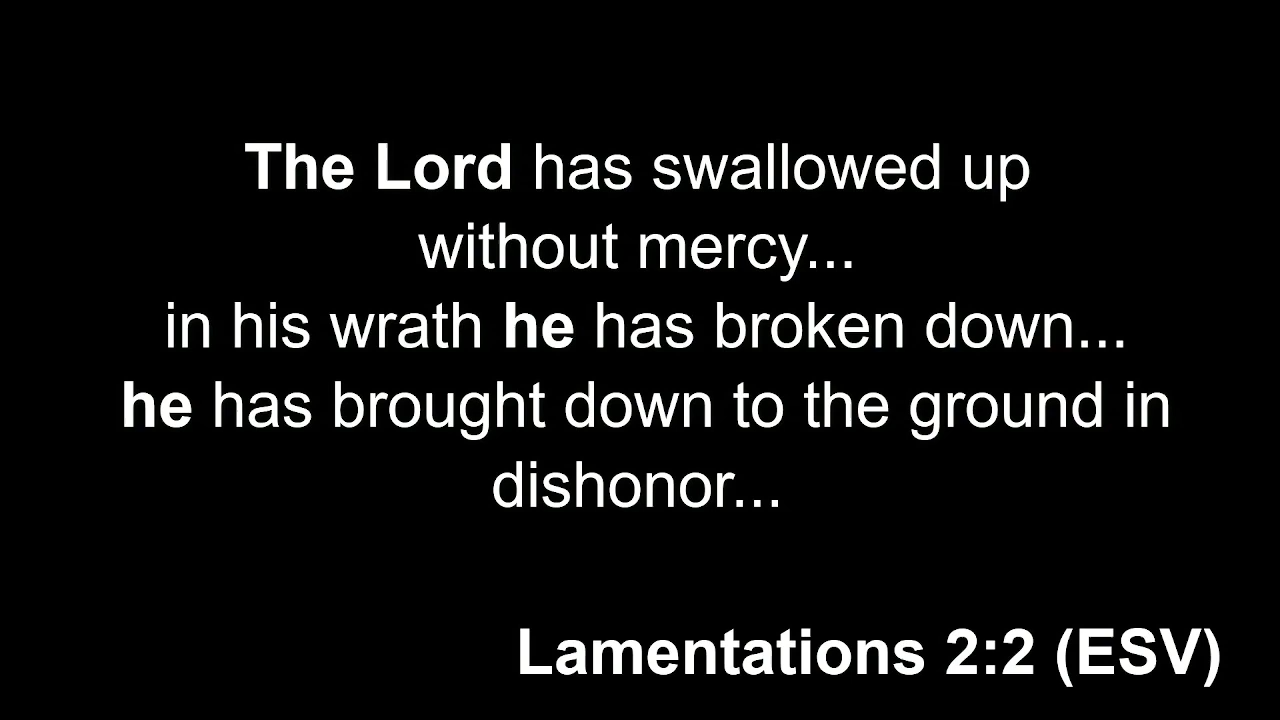 The Lord has swallowed up
without mercy...
in his wrath he has broken down...
he has brought down to the ground in
dishonor...
Lamentations 2:2 (ESV)